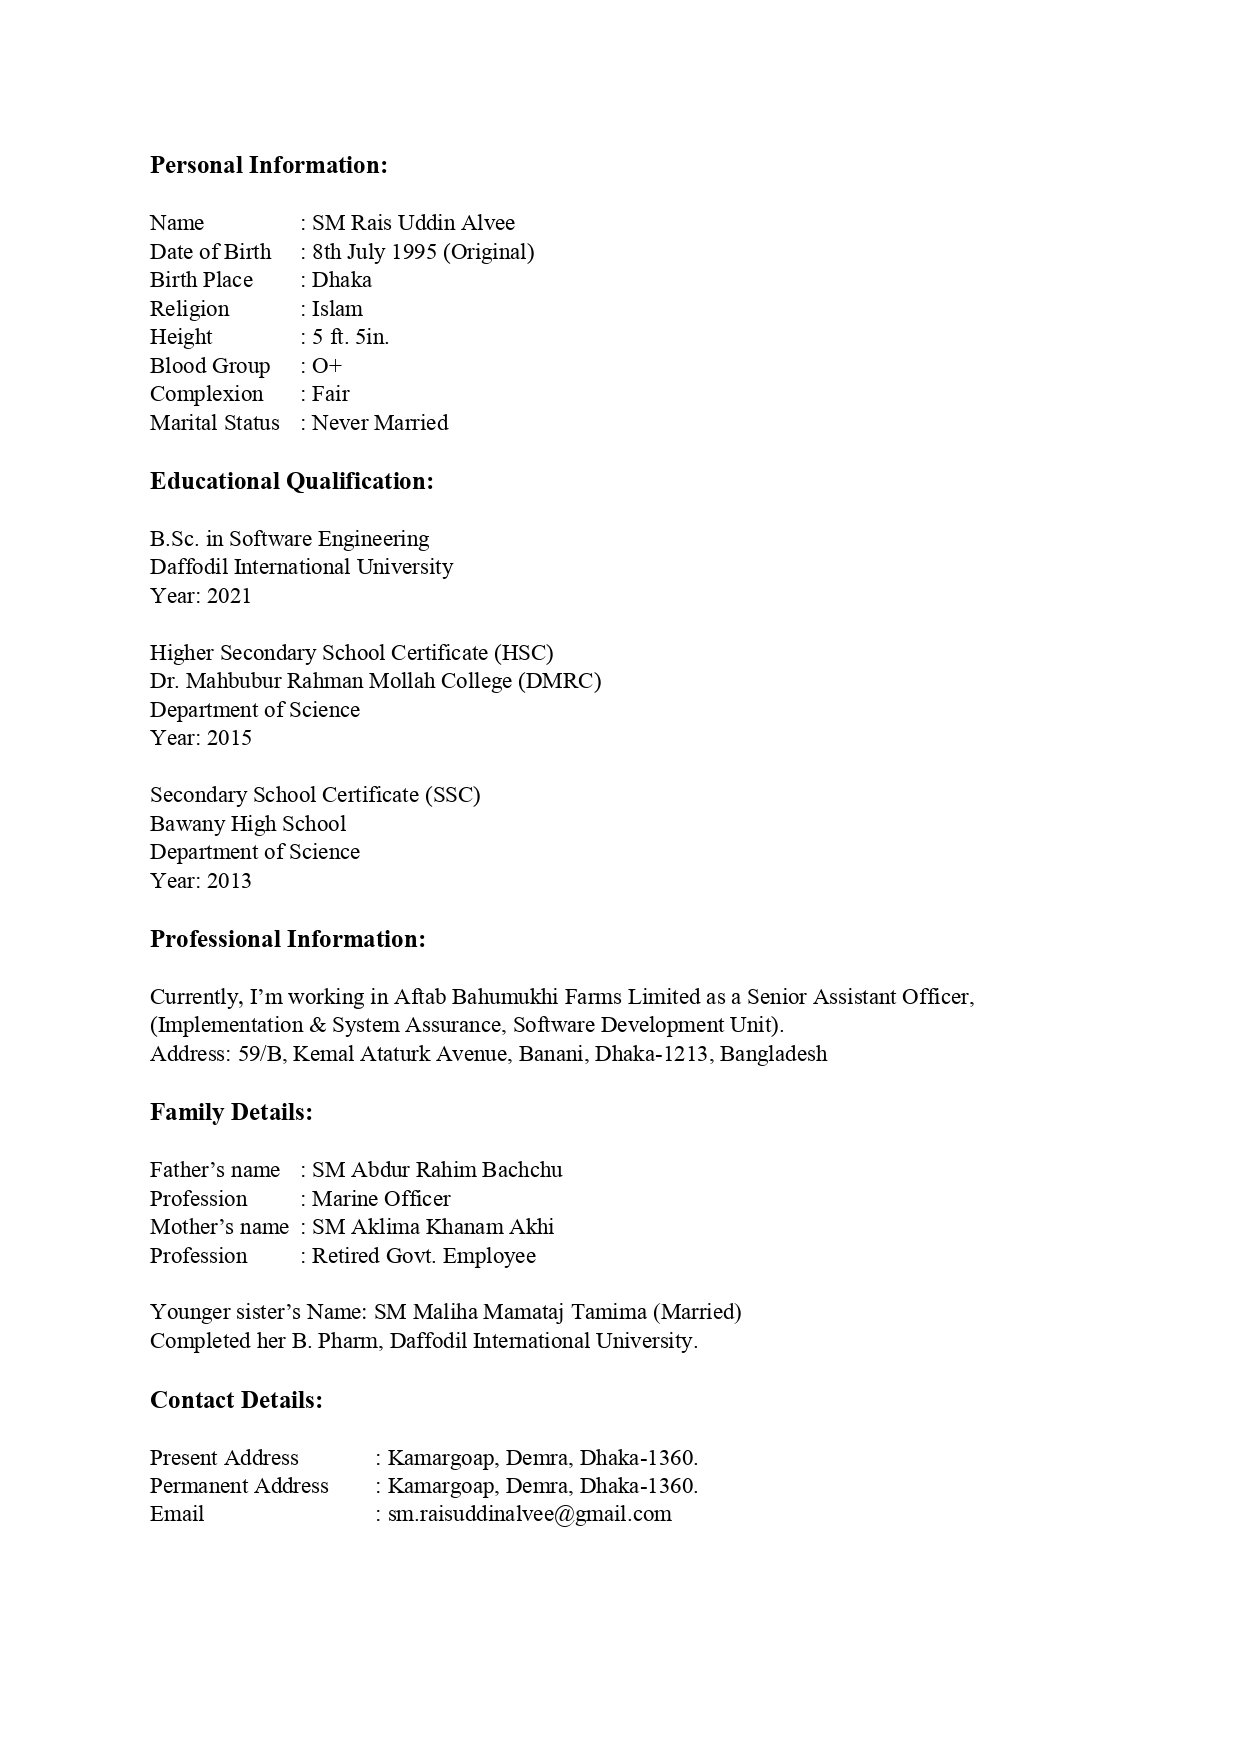 Personal Information:
Name : SM Rais Uddin Alvee
Date of Birth : 8th July 1995 (Original)
Birth Place : Dhaka
Religion : Islam
Height : 5 ft. 5in.
Blood Group : O+
Complexion : Fair
Marital Status : Never Married
Educational Qualification:
B.Sc. in Software Engineering
Daffodil International University
Year: 2021
Higher Secondary School Certificate (HSC)
Dr. Mahbubur Rahman Mollah College (DMRC)
Department of Science
Year: 2015
Secondary School Certificate (SSC)
Bawany High School
Department of Science
Year: 2013
Professional Information:
Currently, I’m working in Aftab Bahumukhi Farms Limited as a Senior Assistant Officer,
(Implementation & System Assurance, Software Development Unit).
Address: 59/B, Kemal Ataturk Avenue, Banani, Dhaka-1213, Bangladesh
Family Details:
Father’s name : SM Abdur Rahim Bachchu
Profession : Marine Officer
Mother’s name : SM Aklima Khanam Akhi
Profession : Retired Govt. Employee
Younger sister’s Name: SM Maliha Mamataj Tamima (Married)
Completed her B. Pharm, Daffodil International University.
Contact Details:
Present Address : Kamargoap, Demra, Dhaka-1360.
Permanent Address : Kamargoap, Demra, Dhaka-1360.
Email : sm.raisuddinalvee@gmail.com